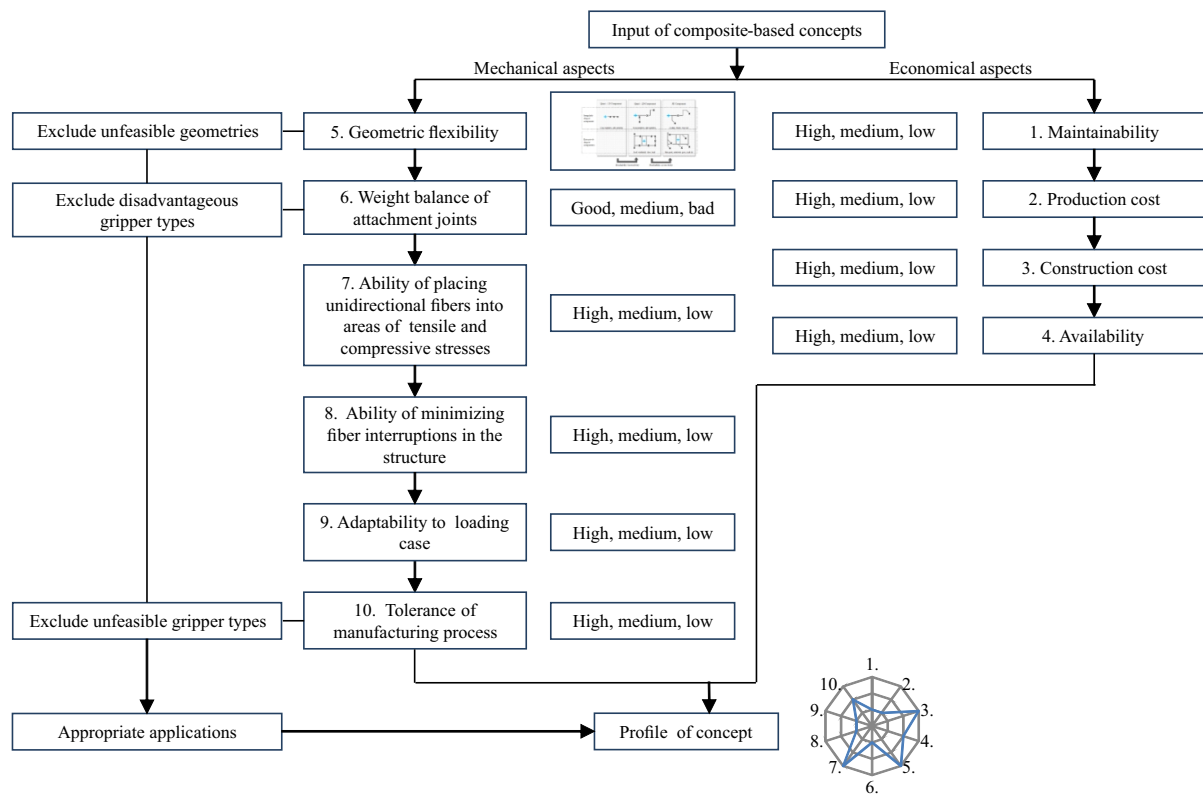 Input of composite-based concepts
Mechanical aspects
Economical aspects
Exclude unfeasible geometries
5. Geometric flexibility
High, medium, low
1. Maintainability
Exclude disadvantageous
gripper types
6. Weight balance of
attachment joints
Good, medium, bad
High, medium, low
2. Production cost
7. Ability of placing
unidirectional fibers into
areas of tensile and
compressive stresses
High, medium, low
High, medium, low
3. Construction cost
High, medium, low
4. Availability
8. Ability of minimizing
fiber interruptions in the
structure
High, medium, low
9. Adaptability to loading
case
High, medium, low
Exclude unfeasible gripper types
10. Tolerance of
manufacturing process
High, medium, low
Appropriate applications
Profile of concept
1.
2.
3.
4.
5.
6.
7.
8.
9.
10.